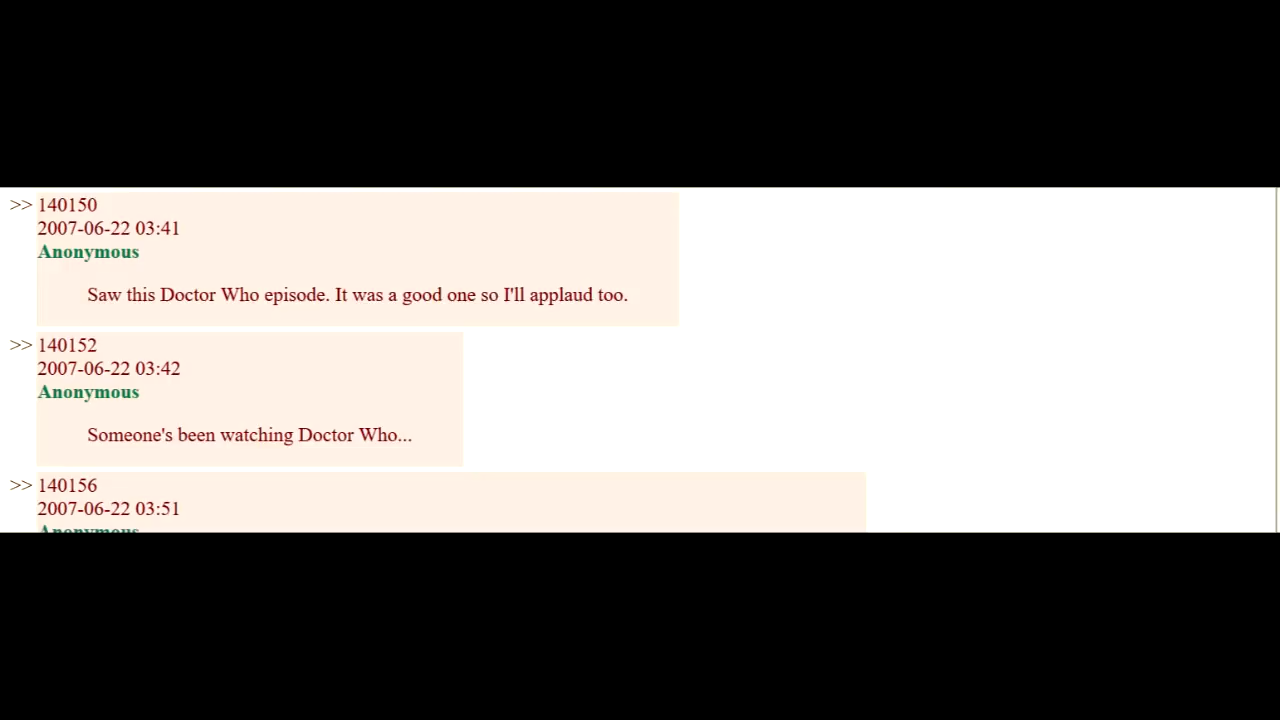 >> 140150
2007-06-22 03:41
Anonymous
Saw this Doctor Who episode. It was a good one so I'll applaud too.
>> 140152
2007-06-22 03:42
Anonymous
Someone's been watching Doctor Who...
>> 140156
2007-06-22 03:51
Anonymous